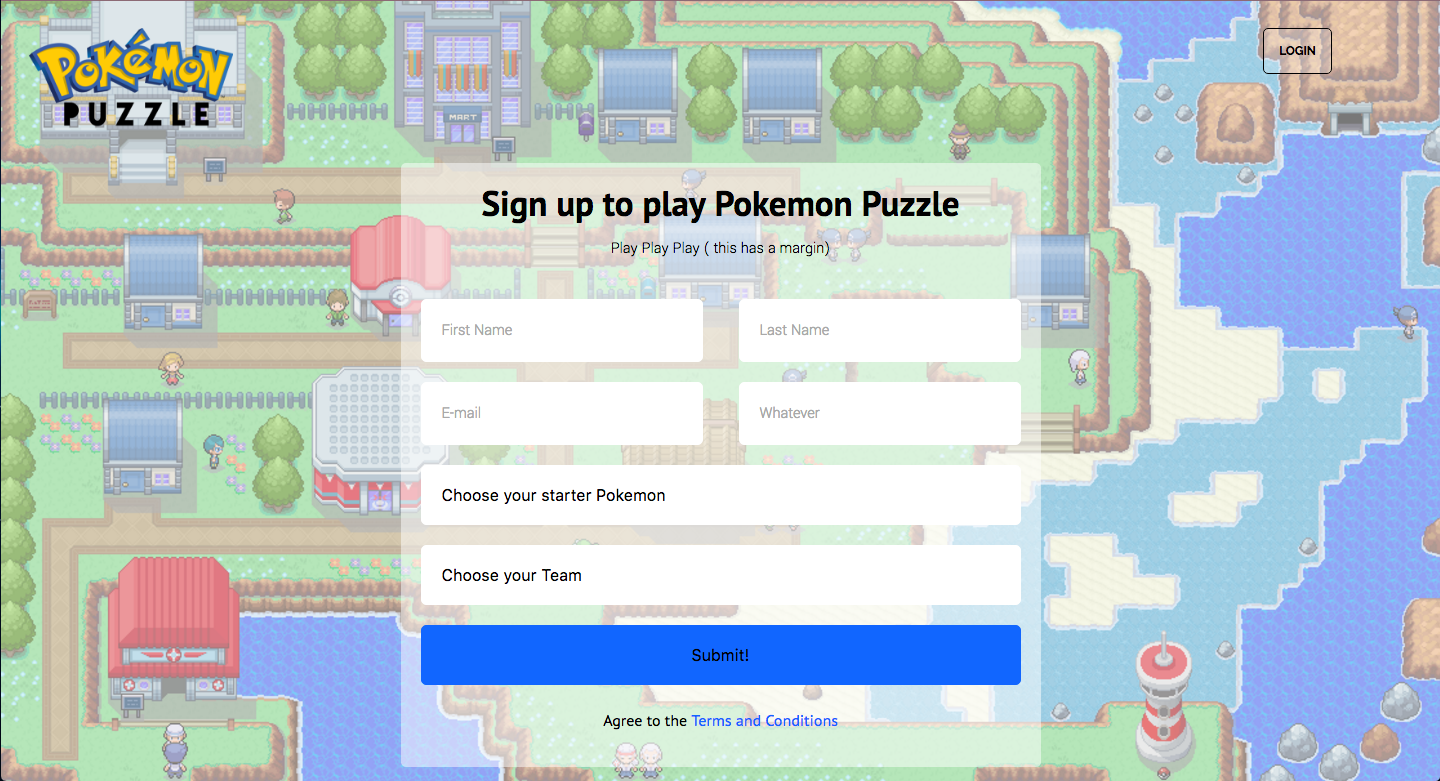 POKéMON
PUZZLE
LOGIN
MART
Sign up to play Pokemon Puzzle
Play Play Play ( this has a margin)
First Name
Last Name
E-mail
Whatever
Choose your starter Pokemon
Choose your Team
Submit!
Agree to the Terms and Conditions